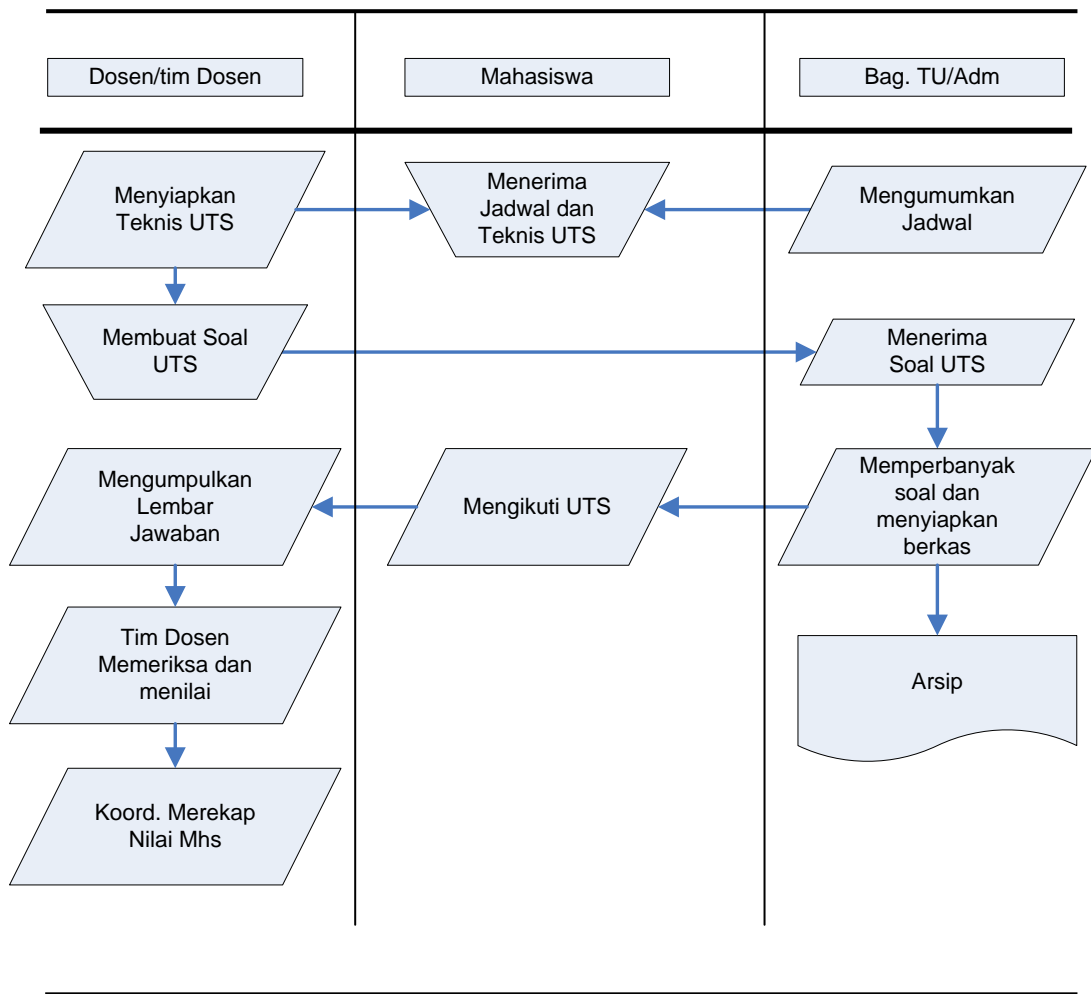 Dosen/tim Dosen
Mahasiswa
Bag. TU/Adm
Menyiapkan
Teknis UTS
Menerima
Jadwal dan
Teknis UTS
Mengumumkan
Jadwal
Membuat Soal
UTS
Menerima
Soal UTS
Mengumpulkan
Lembar
Jawaban
Mengikuti UTS
Memperbanyak
soal dan
menyiapkan
berkas
Tim Dosen
Memeriksa dan
menilai
Arsip
Koord. Merekap
Nilai Mhs